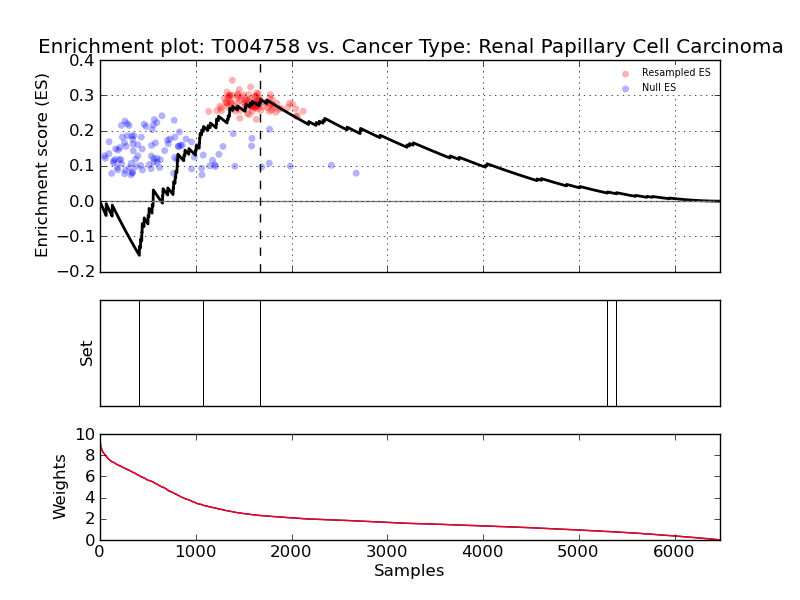 Enrichment plot: T004758 vs. Cancer Type: Renal Papillary Cell Carcinoma
Enrichment score (ES)
0.4
0.3
0.2
0.1
0.0
−0.1
−0.2
Resampled ES
Null ES
Set
Weights
10
8
6
4
2
0
0 1000 2000 3000 4000 5000 6000
Samples